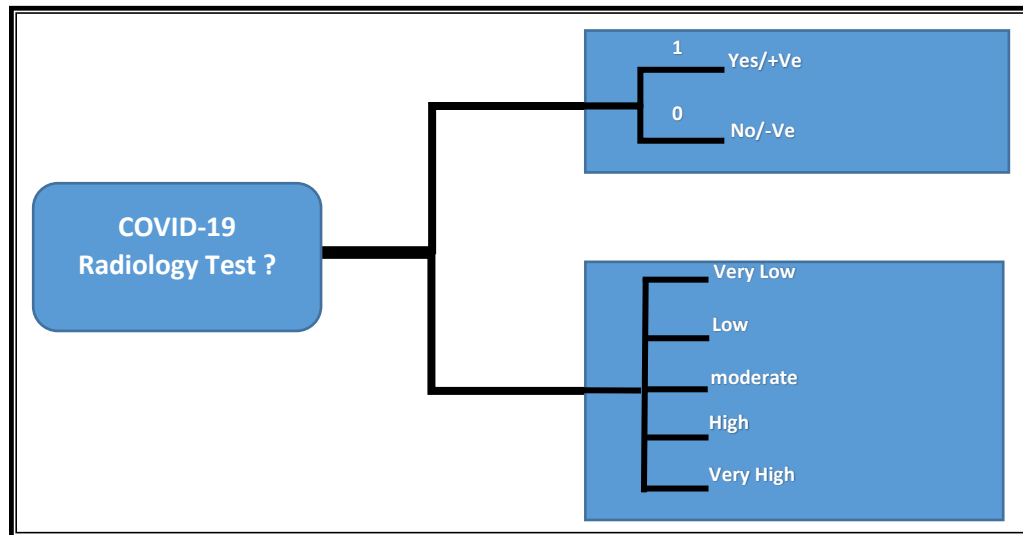 COVID-19
Radiology Test ?
1
Yes/+Ve
0
No/-Ve
Very Low
Low
moderate
High
Very High